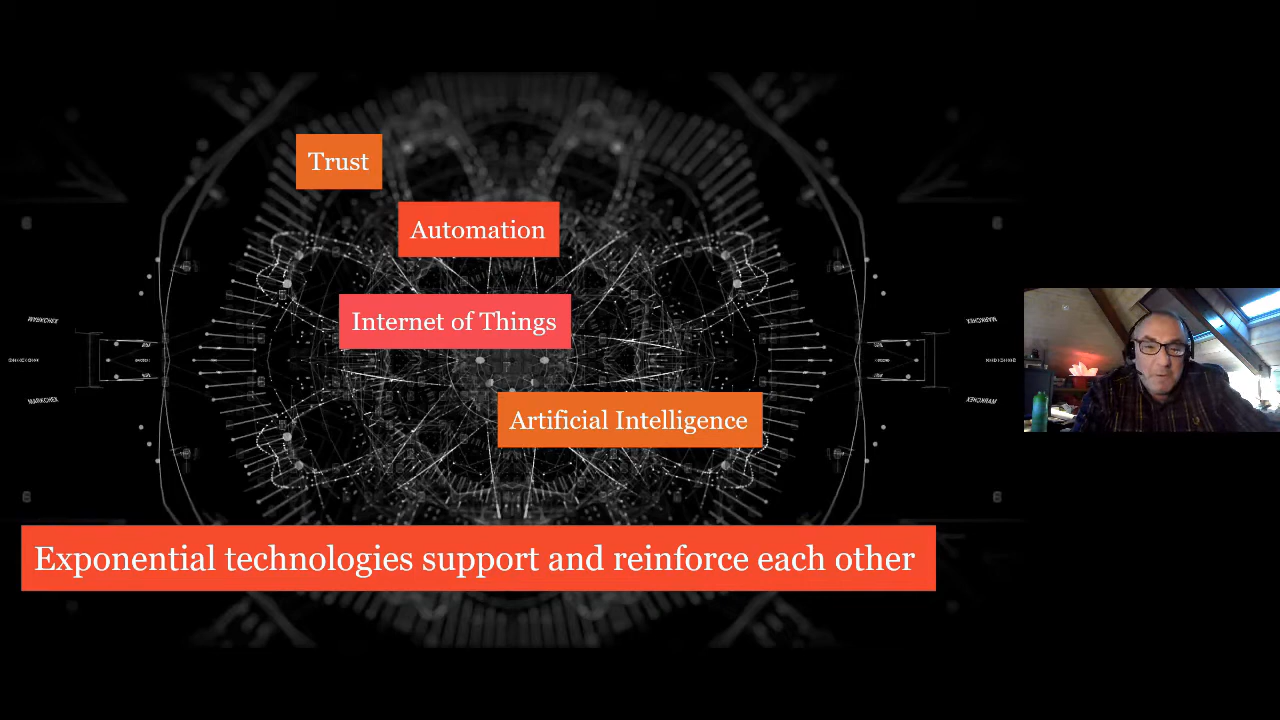 Trust
Automation
Internet of Things
Artificial Intelligence
Exponential technologies support and reinforce each other